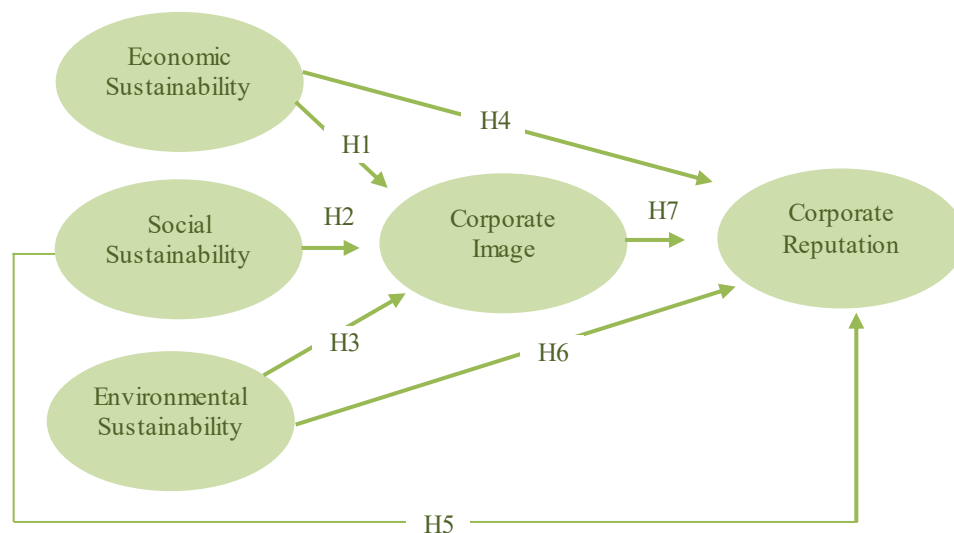 Economic
Sustainability
H4
H1
Social
Sustainability
H2
Corporate
Image
H7
Corporate
Reputation
H3
H6
Environmental
Sustainability
H5